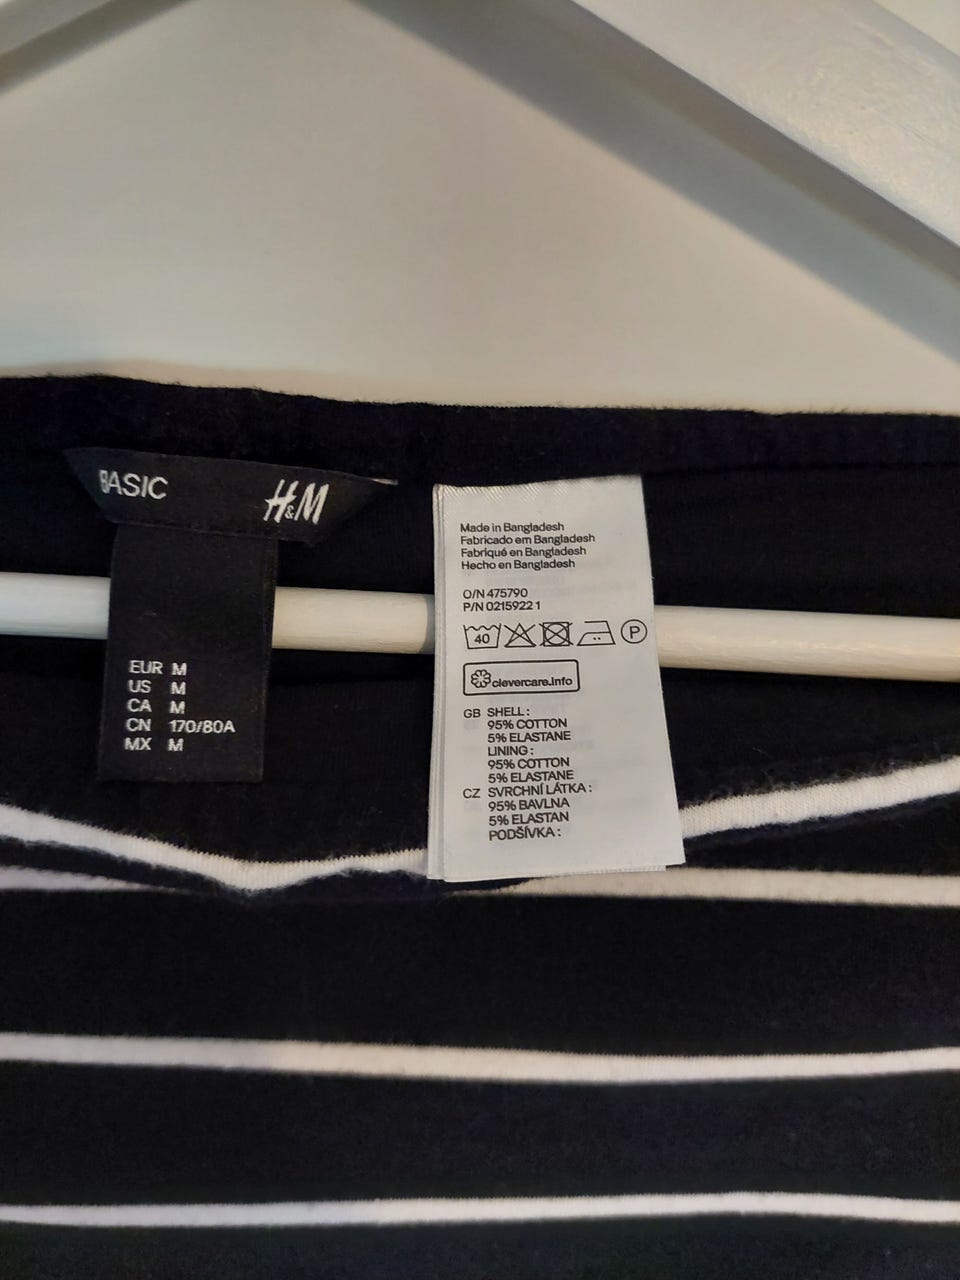 BASIC
H&M
EUR M
US M
CA M
CN 170/80A
MX M
Made in Bangladesh
Fabricado em Bangladesh
Fabriqué en Bangladesh
Hecho en Bangladesh
O/N 475790
P/N 0215922 1
40
P
clevercare.info
GB SHELL:
95% COTTON
5% ELASTANE
LINING:
95% COTTON
5% ELASTANE
CZ SVRCHNÍ LÁTKA:
95% BAVLNA
5% ELASTAN
PODŠÍVKA: